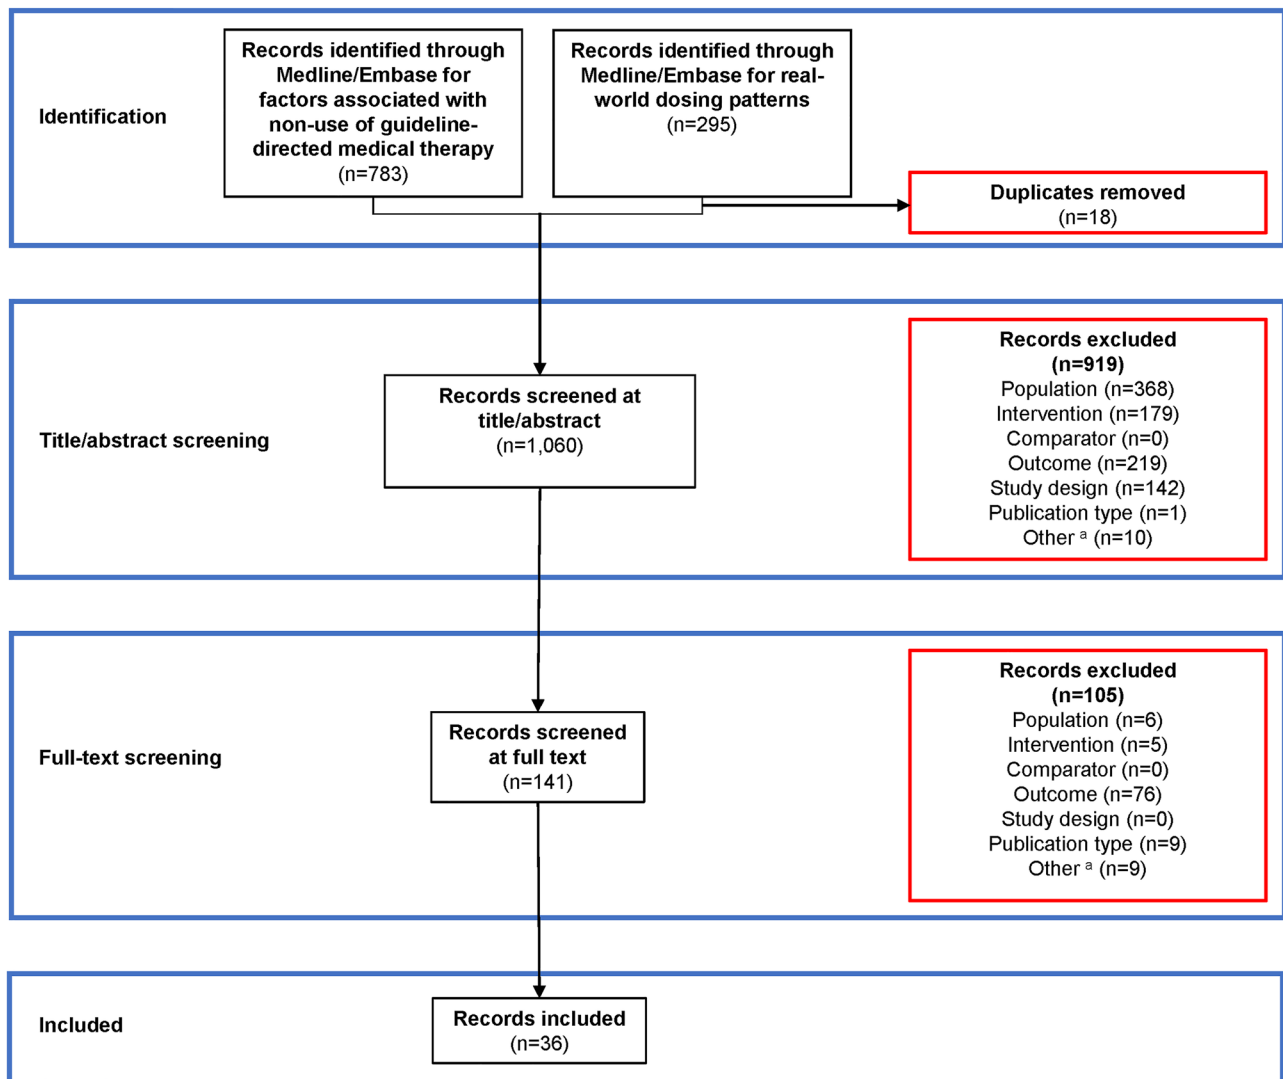 Identification
Records identified through
Medline/Embase for
factors associated with
non-use of guideline-
directed medical therapy
(n=783)
Records identified through
Medline/Embase for real-
world dosing patterns
(n=295)
Duplicates removed
(n=18)
Title/abstract screening
Records screened at
title/abstract
(n=1,060)
Records excluded
(n=919)
Population (n=368)
Intervention (n=179)
Comparator (n=0)
Outcome (n=219)
Study design (n=142)
Publication type (n=1)
Other ª (n=10)
Full-text screening
Records screened
at full text
(n=141)
Records excluded
(n=105)
Population (n=6)
Intervention (n=5)
Comparator (n=0)
Outcome (n=76)
Study design (n=0)
Publication type (n=9)
Other ª (n=9)
Included
Records included
(n=36)